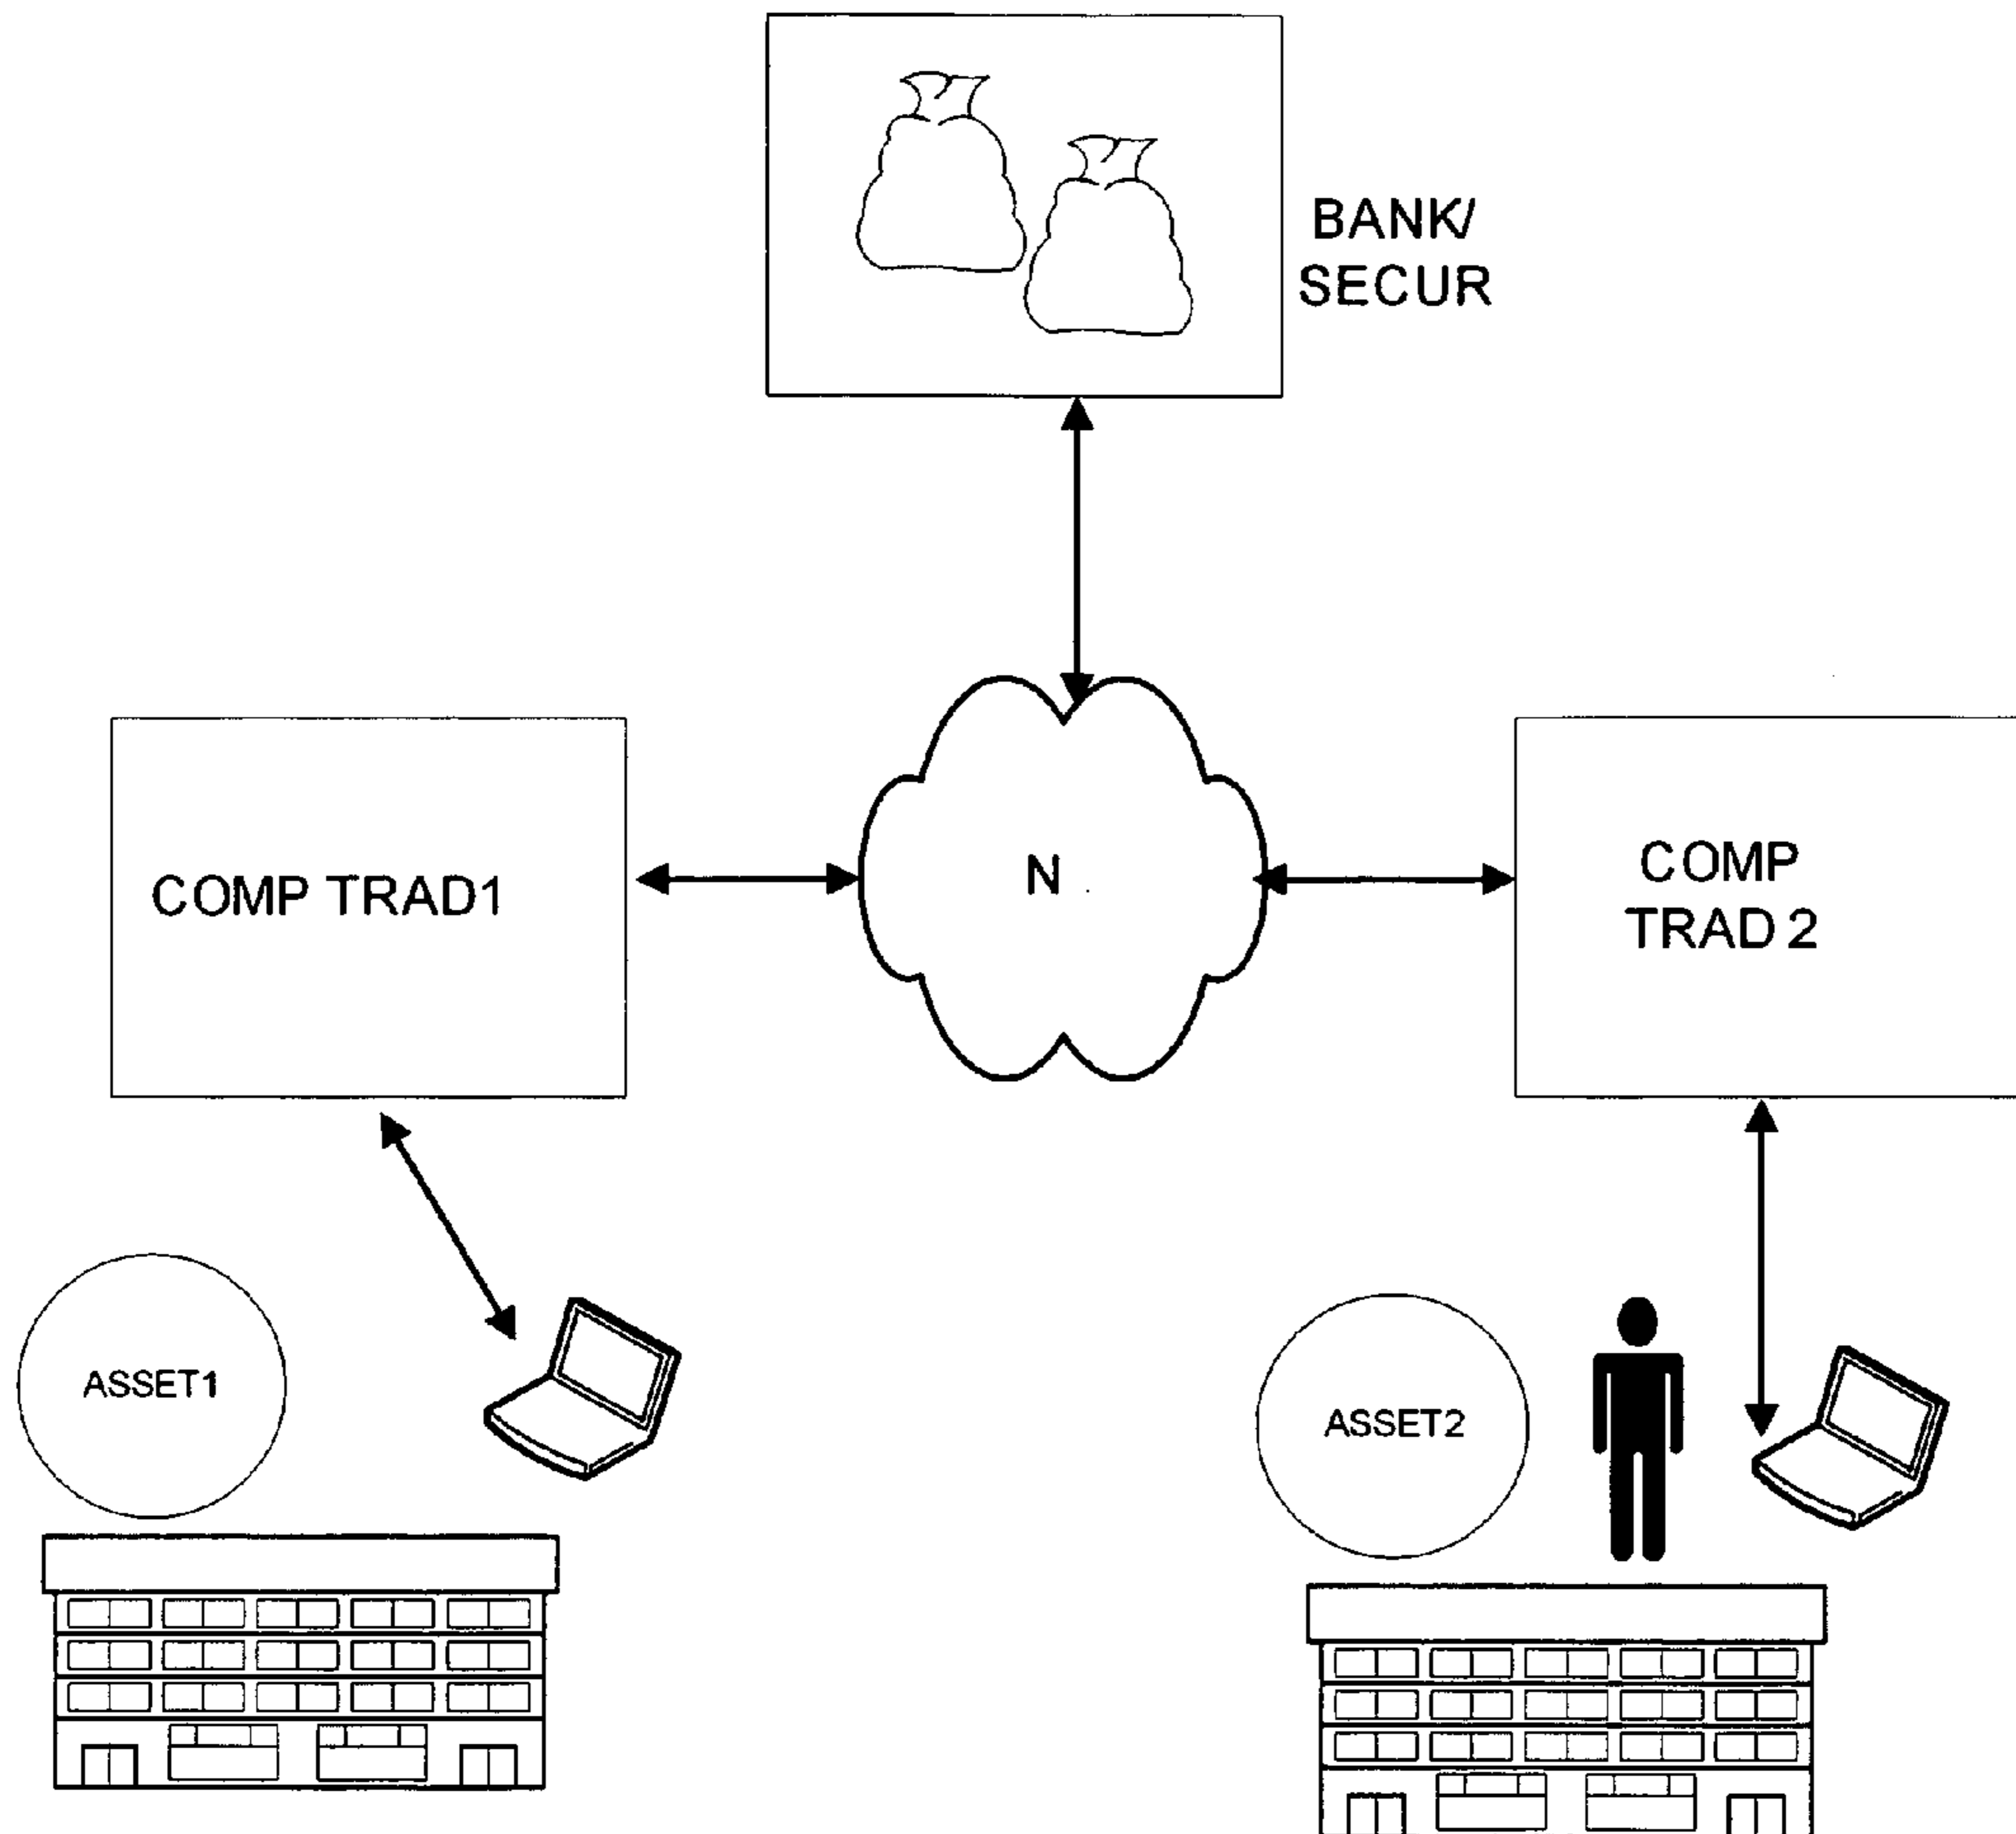 BANK/
SECUR
COMP TRAD1
N
COMP
TRAD 2
ASSET1
ASSET2